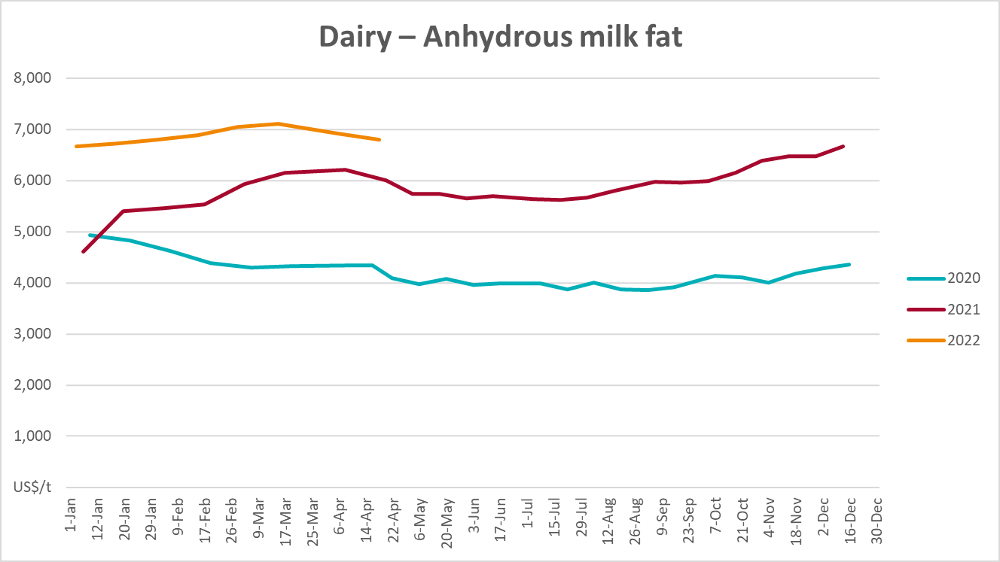 Dairy – Anhydrous milk fat
8,000
7,000
6,000
5,000
4,000
3,000
2,000
1,000
US$/t
1-Jan
12-Jan
20-Jan
29-Jan
9-Feb
17-Feb
26-Feb
9-Mar
17-Mar
25-Mar
6-Apr
14-Apr
22-Apr
6-May
20-May
3-Jun
17-Jun
1-Jul
15-Jul
29-Jul
12-Aug
26-Aug
9-Sep
23-Sep
7-Oct
21-Oct
4-Nov
18-Nov
2-Dec
16-Dec
30-Dec
2020
2021
2022